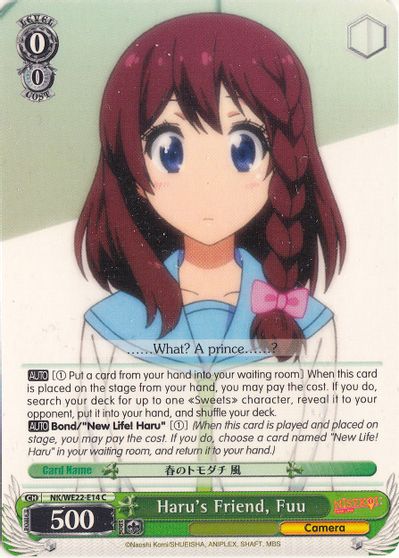 LEVEL
0
0
COST
……What? A prince……?
AUTO [① Put a card from your hand into your waiting room] When this card
is placed on the stage from your hand, you may pay the cost. If you do,
search your deck for up to one «Sweets» character, reveal it to your
opponent, put it into your hand, and shuffle your deck.
AUTO Bond/"New Life! Haru" [①] (When this card is played and placed on
stage, you may pay the cost. If you do, choose a card named "New Life!
Haru" in your waiting room, and return it to your hand.)
Card Name 春のトモダチ 風
CH NK/WE22-E14 C
POWER 500
Haru's Friend, Fuu
NISEKOI
Camera
©Naoshi Komi/SHUEISHA, ANIPLEX, SHAFT, MBS